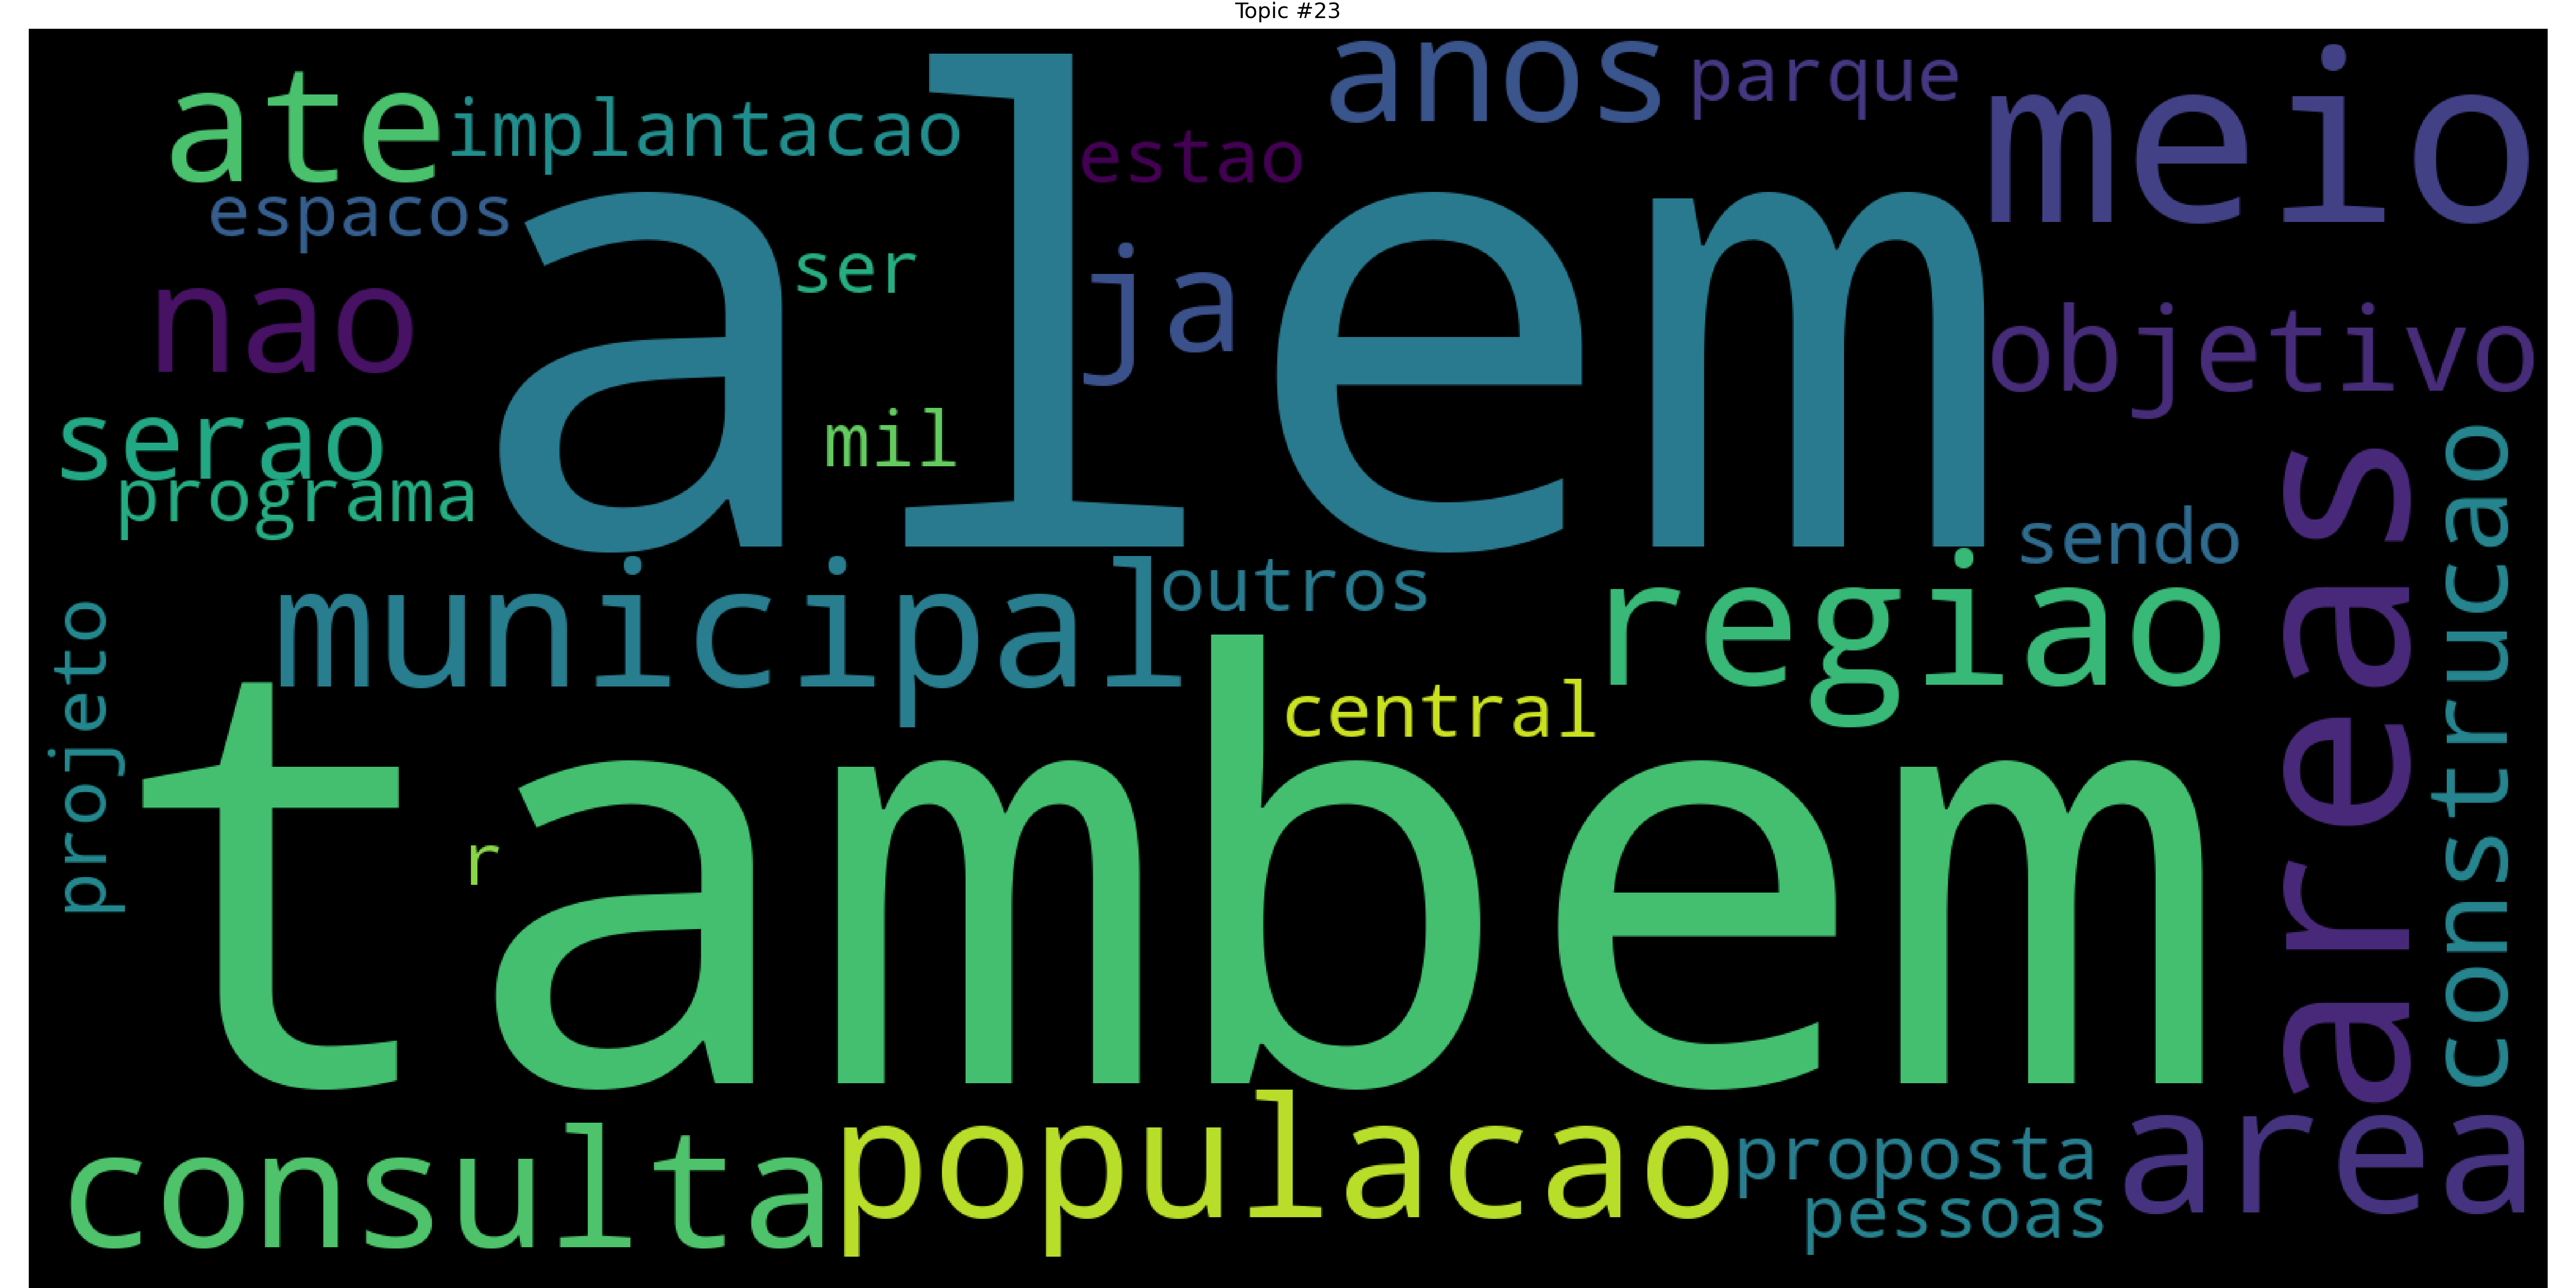 Topic #23
ate
implantacao
anos
parque
meio
espacos
estao
alem
ser
nao
ja
objetivo
serao
mil
programa
sendo
areas
construcao
municipal
outros
regiao
projeto
central
tambem
r
consulta
populacao
proposta
area
pessoas